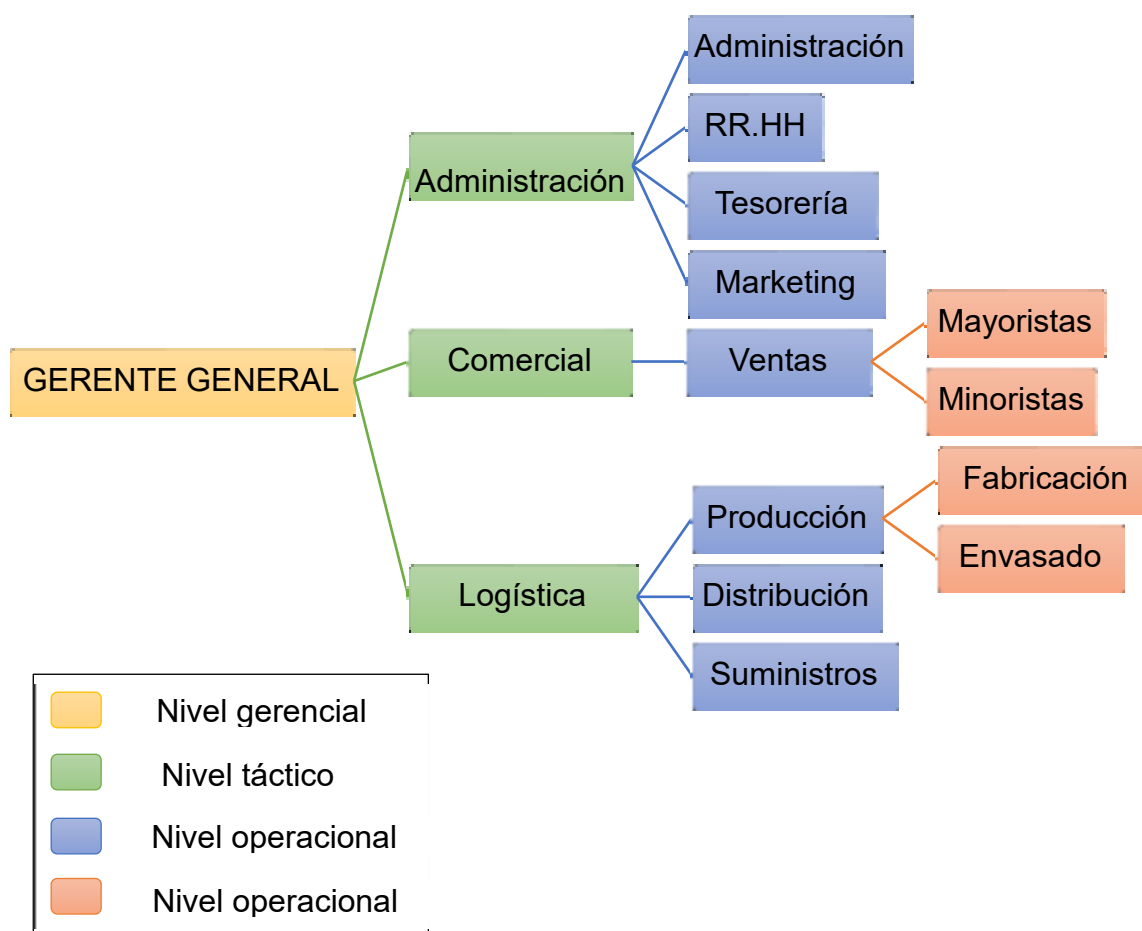 Administración
RR.HH
Administración
Tesorería
Marketing
Mayoristas
GERENTE GENERAL
Comercial
Ventas
Minoristas
Fabricación
Producción
Envasado
Logística
Distribución
Suministros
Nivel gerencial
Nivel táctico
Nivel operacional
Nivel operacional